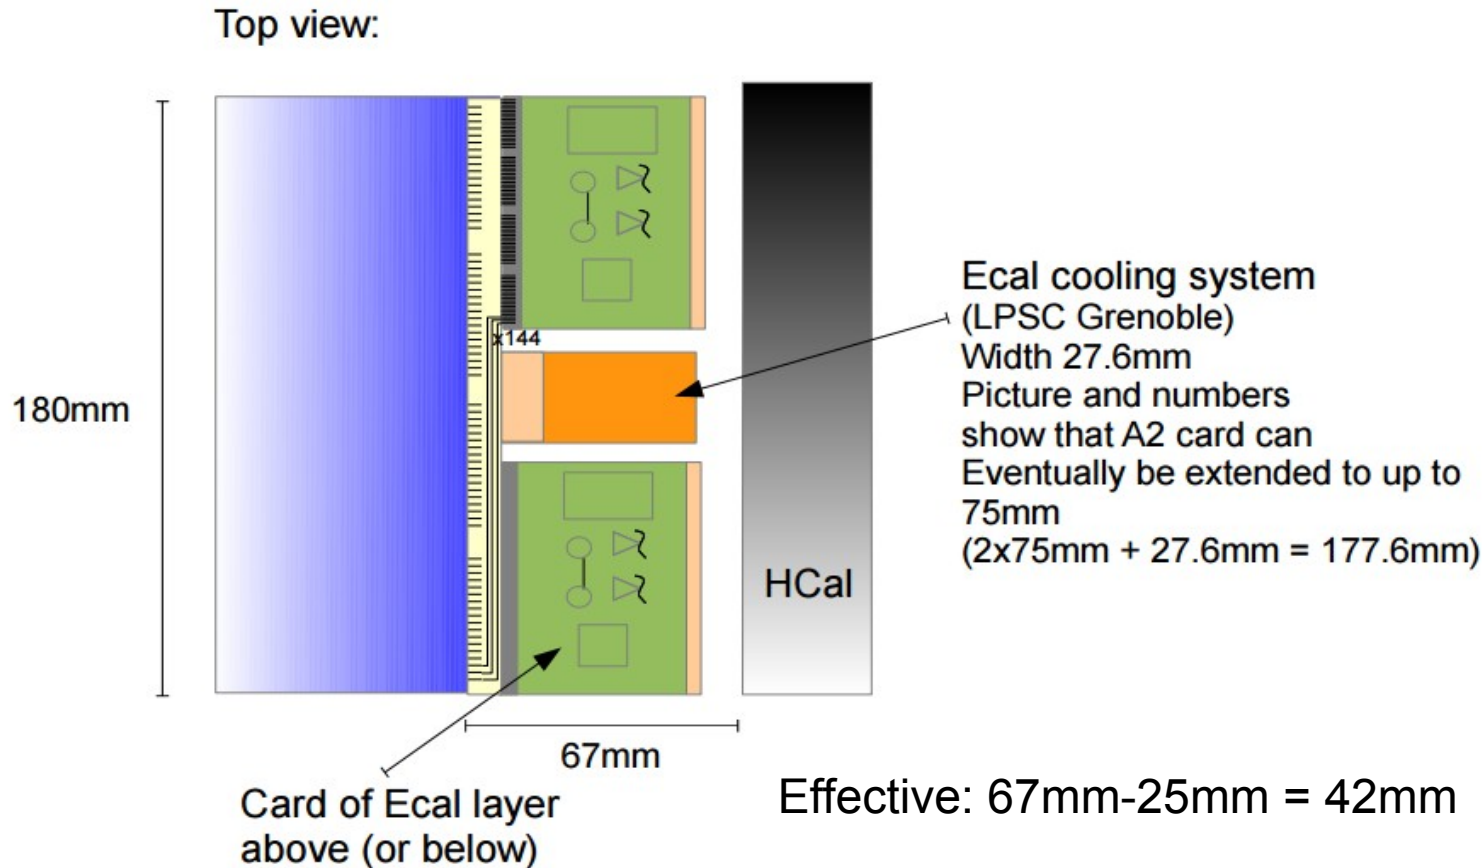 Top view:
x144
180mm
Ecal cooling system
(LPSC Grenoble)
Width 27.6mm
Picture and numbers
show that A2 card can
Eventually be extended to up to
75mm
(2x75mm + 27.6mm = 177.6mm)
HCal
67mm
Card of Ecal layer
above (or below)
Effective: 67mm-25mm = 42mm